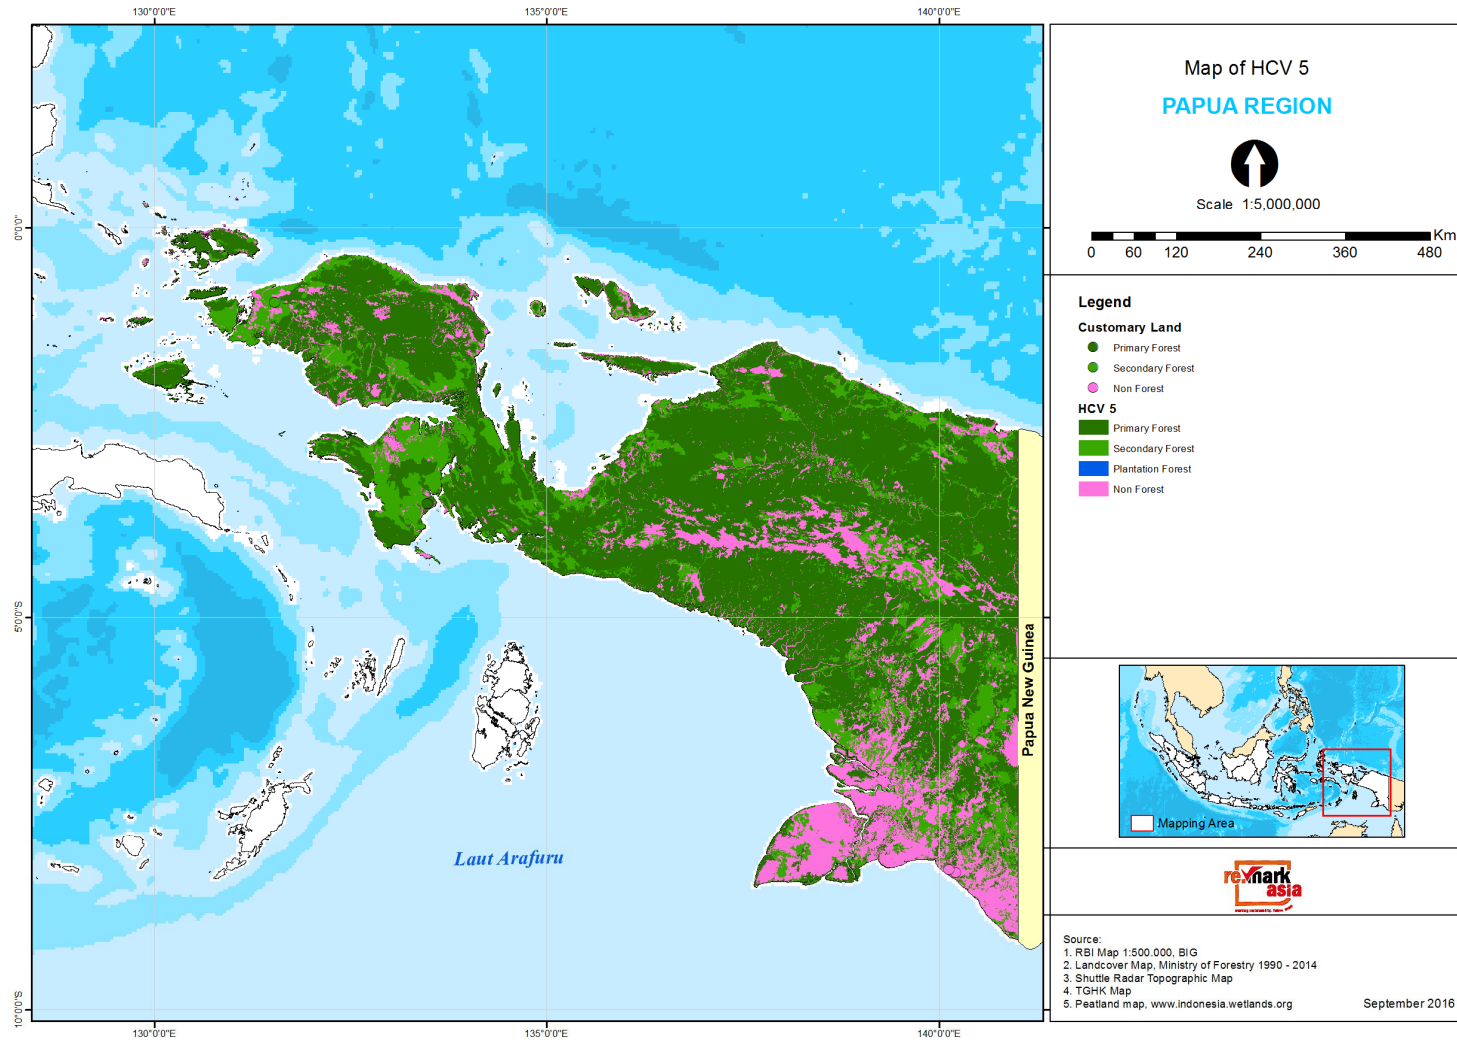 130°0'0"E
135°0'0"E
140°0'0"E
0°0'0"
5°0'0"S
10°0'0"S
Papua New Guinea
Laut Arafuru
130°0'0"E
135°0'0"E
140°0'0"E
Map of HCV 5
PAPUA REGION
Scale 1:5,000,000
Km
0 60 120 240 360 480
Legend
Customary Land
Primary Forest
Secondary Forest
Non Forest
HCV 5
Primary Forest
Secondary Forest
Plantation Forest
Non Forest
Mapping Area
re.mark
asia
Source:
1. RBI Map 1:500.000, BIG
2. Landcover Map, Ministry of Forestry 1990 - 2014
3. Shuttle Radar Topographic Map
4. TGHK Map
5. Peatland map, www.indonesia.wetlands.org
September 2016